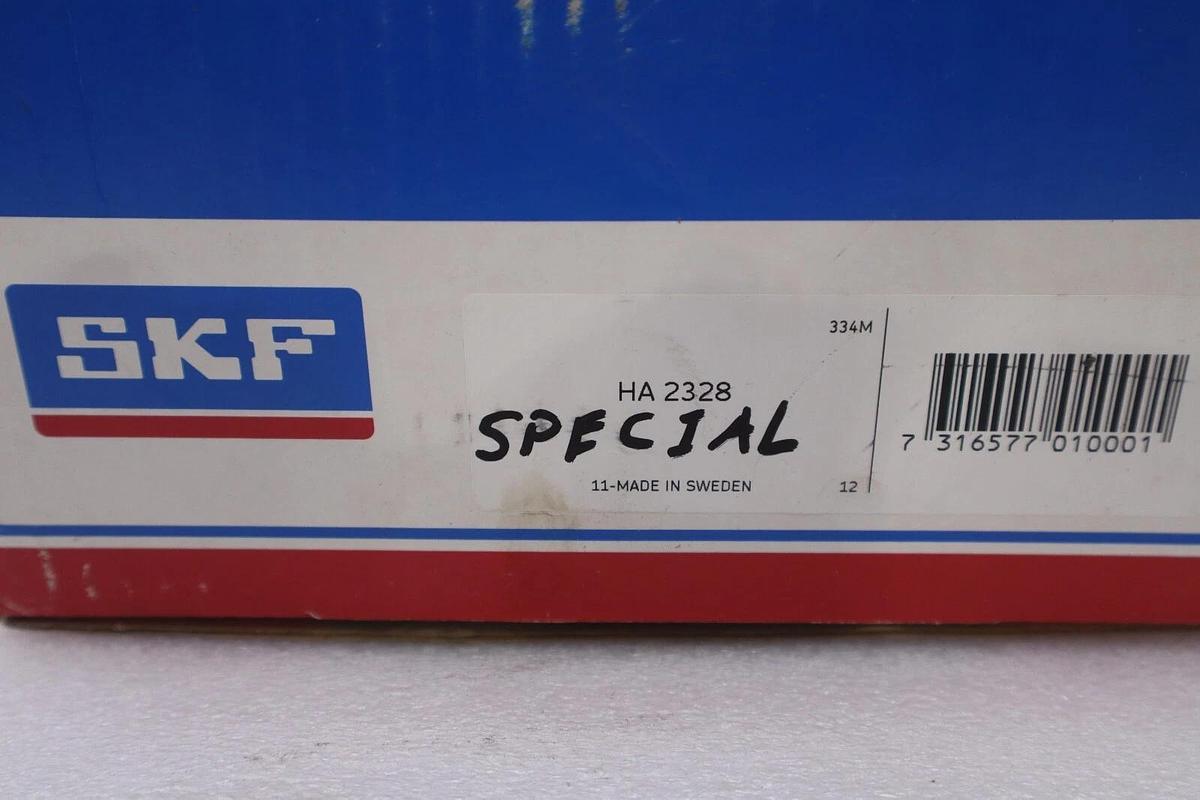 SKF
334M
HA 2328
SPECIAL
11-MADE IN SWEDEN
12
7 316577 010001